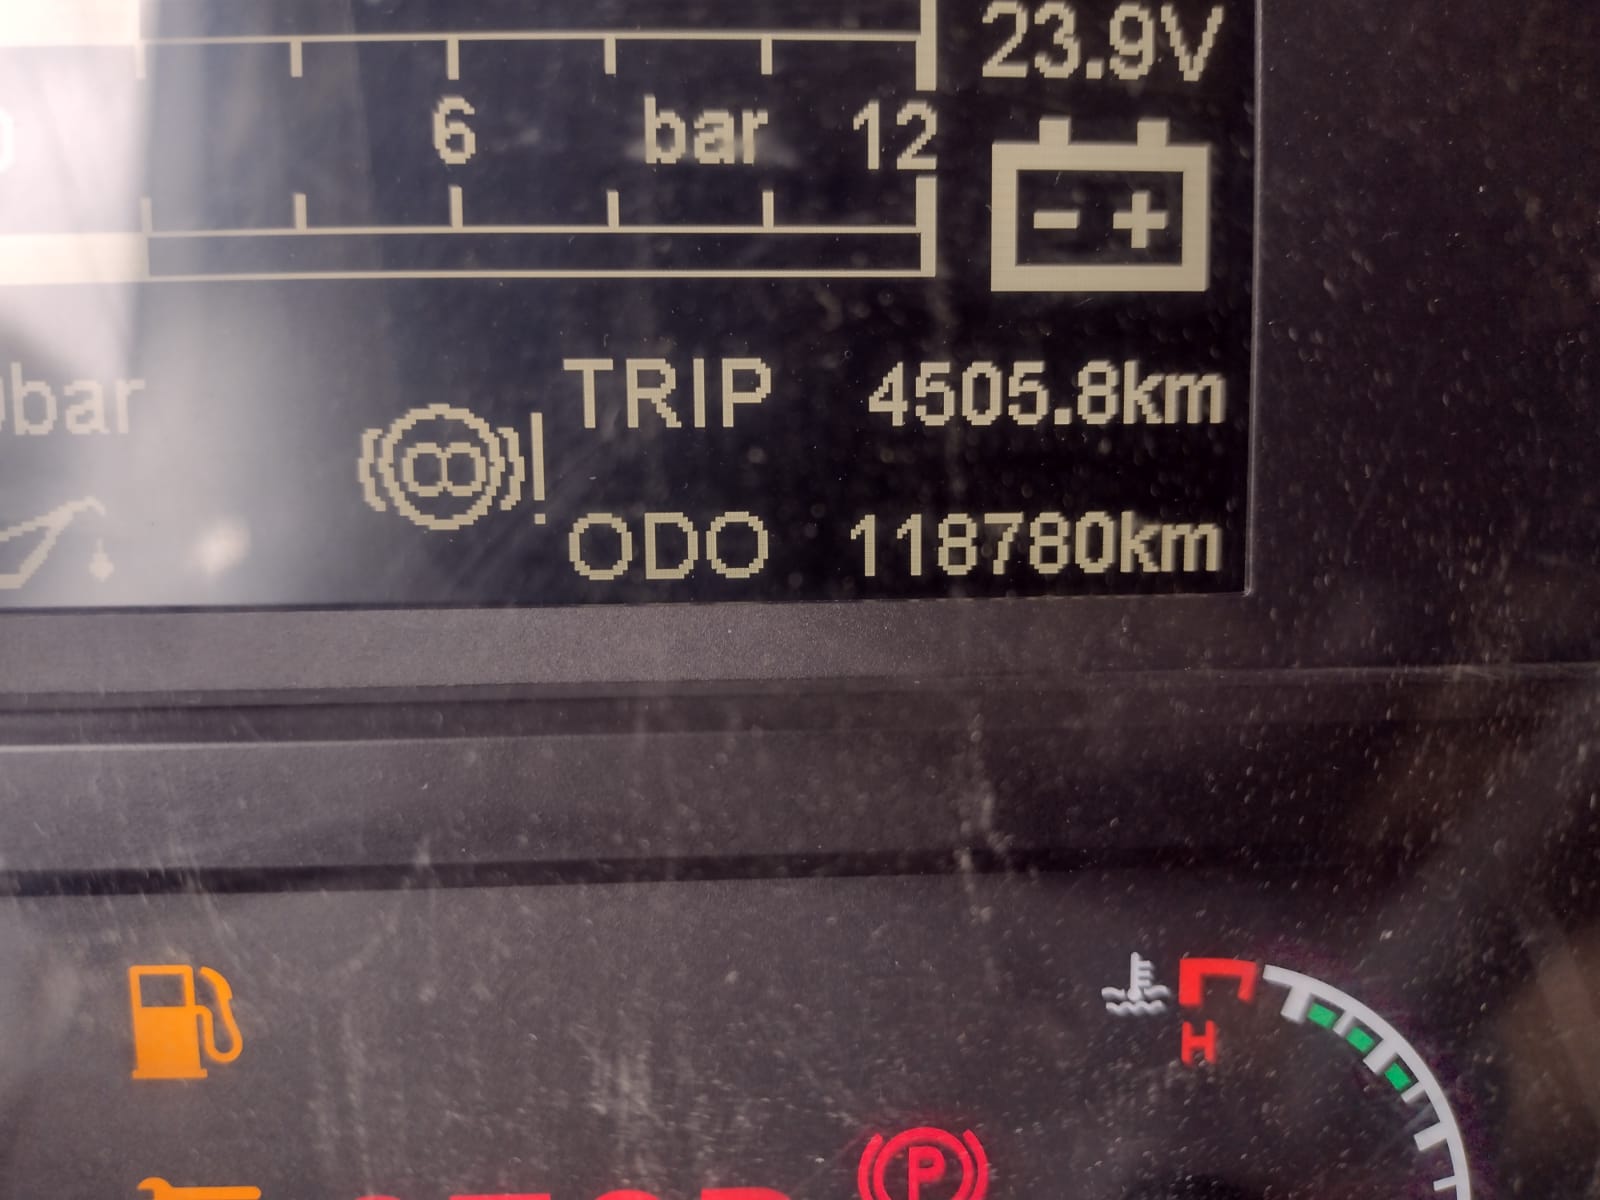 23.9V
6 bar 12
- +
bar
TRIP 4505.8km
ODO 118780km
H
P